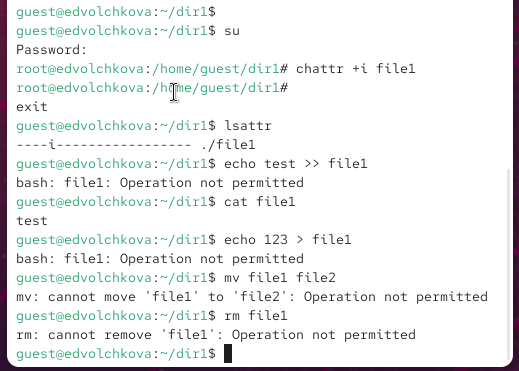 guest@edvolchkova:~/dir1$
guest@edvolchkova:~/dir1$ su
Password:
root@edvolchkova:/home/guest/dir1# chattr +i file1
root@edvolchkova:/home/guest/dir1#
exit
guest@edvolchkova:~/dir1$ lsattr
----i----------------- ./file1
guest@edvolchkova:~/dir1$ echo test >> file1
bash: file1: Operation not permitted
guest@edvolchkova:~/dir1$ cat file1
test
guest@edvolchkova:~/dir1$ echo 123 > file1
bash: file1: Operation not permitted
guest@edvolchkova:~/dir1$ mv file1 file2
mv: cannot move 'file1' to 'file2': Operation not permitted
guest@edvolchkova:~/dir1$ rm file1
rm: cannot remove 'file1': Operation not permitted
guest@edvolchkova:~/dir1$